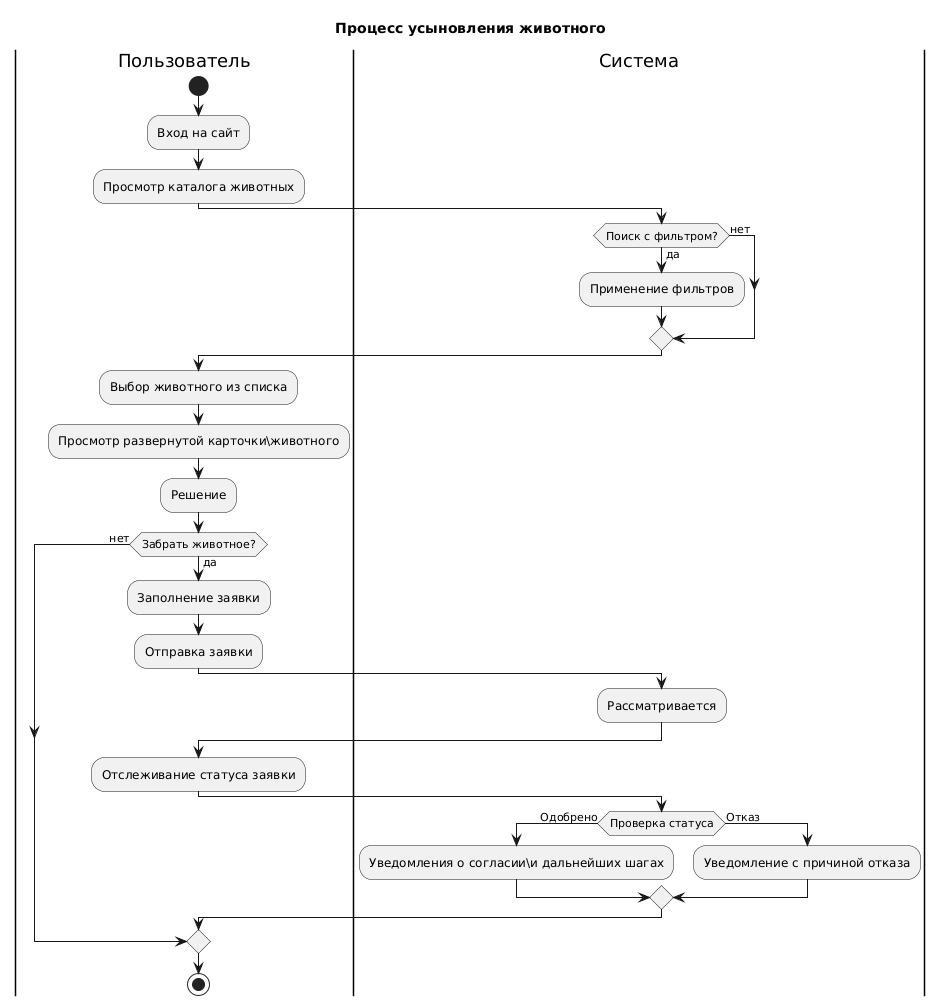 Процесс усыновления животного
Пользователь
Система
Вход на сайт
Просмотр каталога животных
Поиск с фильтром?
нет
да
Применение фильтров
Выбор животного из списка
Просмотр развернутой карточки\животного
Решение
нет
Забрать животное?
да
Заполнение заявки
Отправка заявки
Рассматривается
Отслеживание статуса заявки
Одобрено
Проверка статуса
Отказ
Уведомления о согласии\и дальнейших шагах
Уведомление с причиной отказа